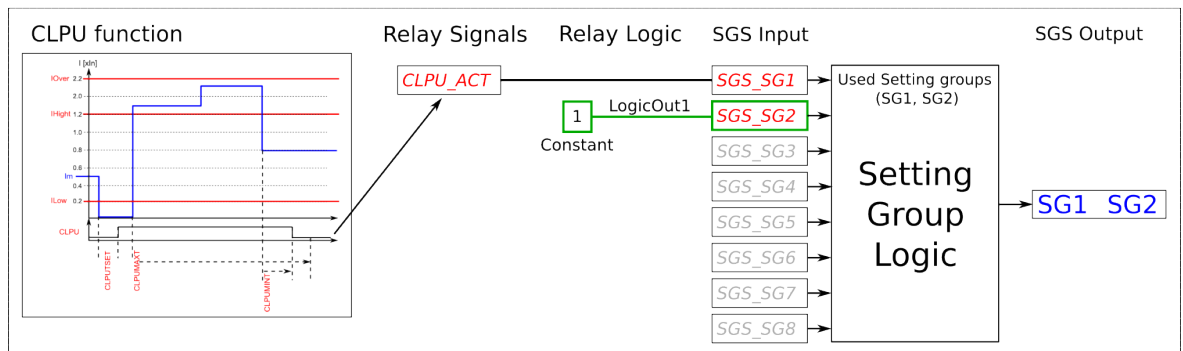 CLPU function
Relay Signals
Relay Logic
SGS Input
SGS Output
I [xIn]
IOver 2.2
2.0
IHight 1.2
1.0
0.8
0.6
Im
0.4
ILow 0.2
CLPU
CLPUTSET
CLPUMAXT
CLPUMINT
CLPU_ACT
1
LogicOut1
Constant
SGS_SG1
SGS_SG2
SGS_SG3
SGS_SG4
SGS_SG5
SGS_SG6
SGS_SG7
SGS_SG8
Used Setting groups
(SG1, SG2)
Setting
Group
Logic
SG1 SG2